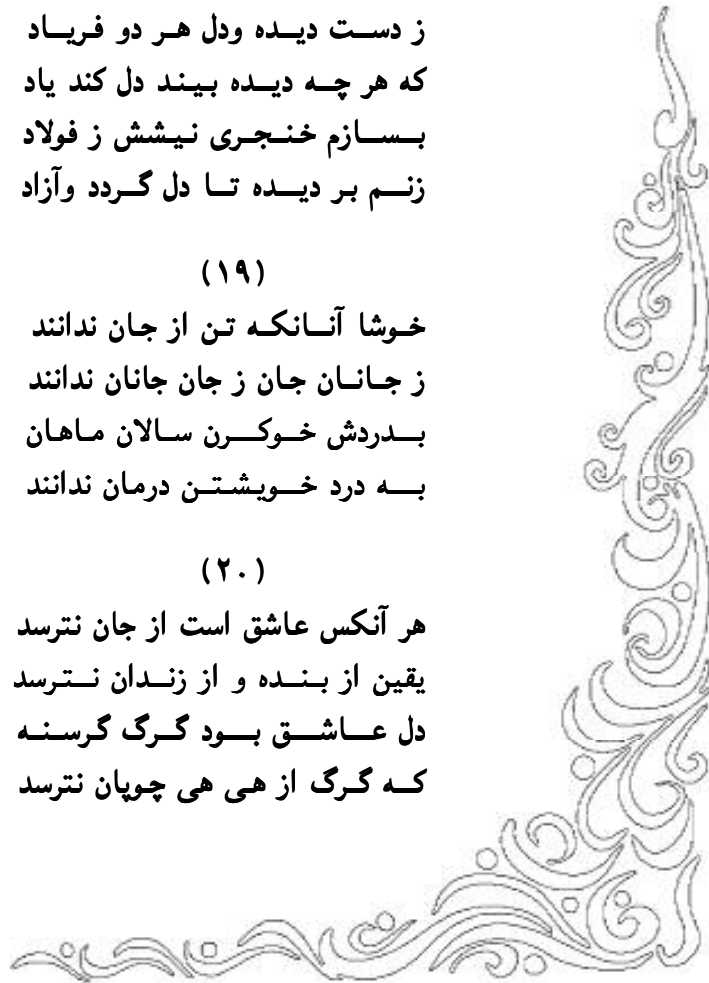 ز دست دیده ودل هر دو فریاد
که هر چه دیده بیند دل کند یاد
بسازم خنجری نیشش ز فولاد
زنم بر دیده تا دل گردد وآزاد
(۱۹)
خوشا آنانکه تن از جان ندانند
ز جانان جان ز جان جانان ندانند
بدردش خوکرن سالان ماهان
به درد خویشتن درمان ندانند
(۲۰)
هر آنکس عاشق است از جان نترسد
یقین از بنده و از زندان نترسد
دل عاشق بود گرگ گرسنه
که گرگ از هی هی چوپان نترسد